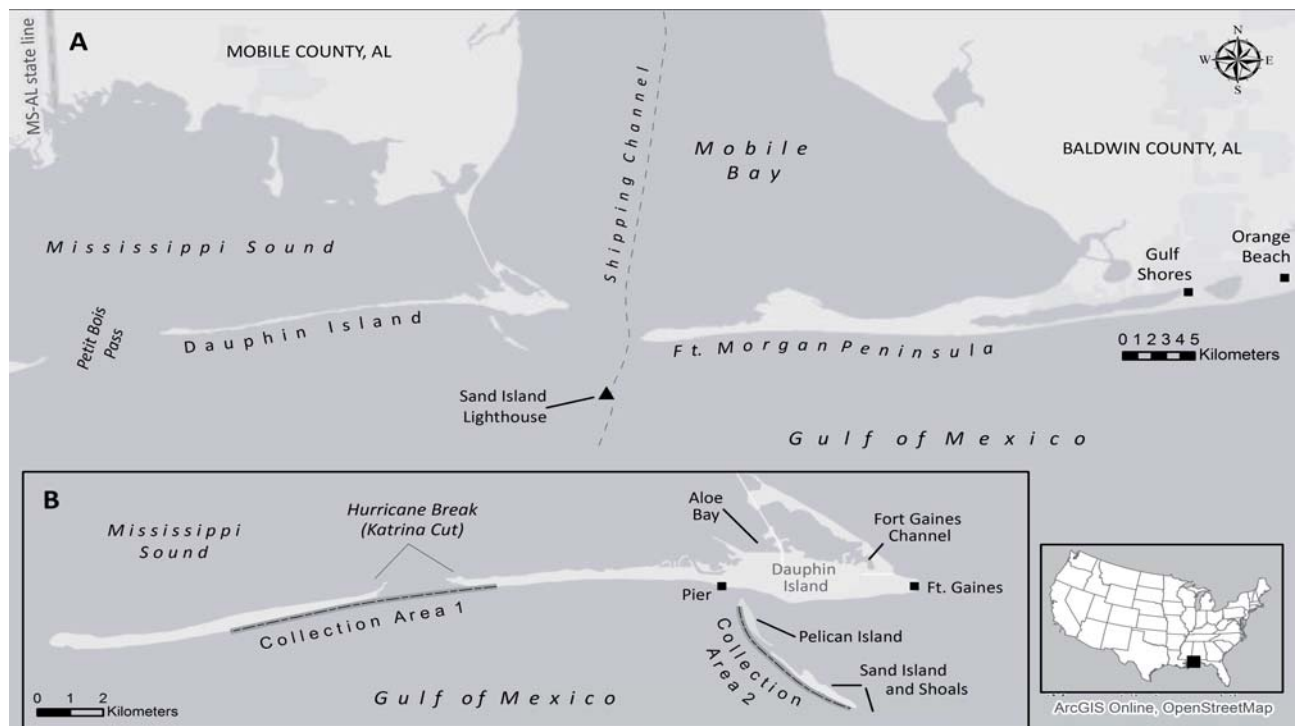 A
MOBILE COUNTY, AL
MS-AL state line
N
W E
S
Shipping Channel
Mobile
Bay
BALDWIN COUNTY, AL
Mississippi Sound
Gulf
Shores
Orange
Beach
Petit Bois
Pass
Dauphin Island
Ft. Morgan Peninsula
0 1 2 3 4 5
Kilometers
Sand Island
Lighthouse
Gulf of Mexico
B
Mississippi
Sound
Hurricane Break
(Katrina Cut)
Aloe
Bay
Fort Gaines
Channel
Dauphin
Island
Pier
Ft. Gaines
Collection Area 1
Pelican Island
Collection
Area 2
Sand Island
and Shoals
0 1 2
Kilometers
Gulf of Mexico
ArcGIS Online, OpenStreetMap